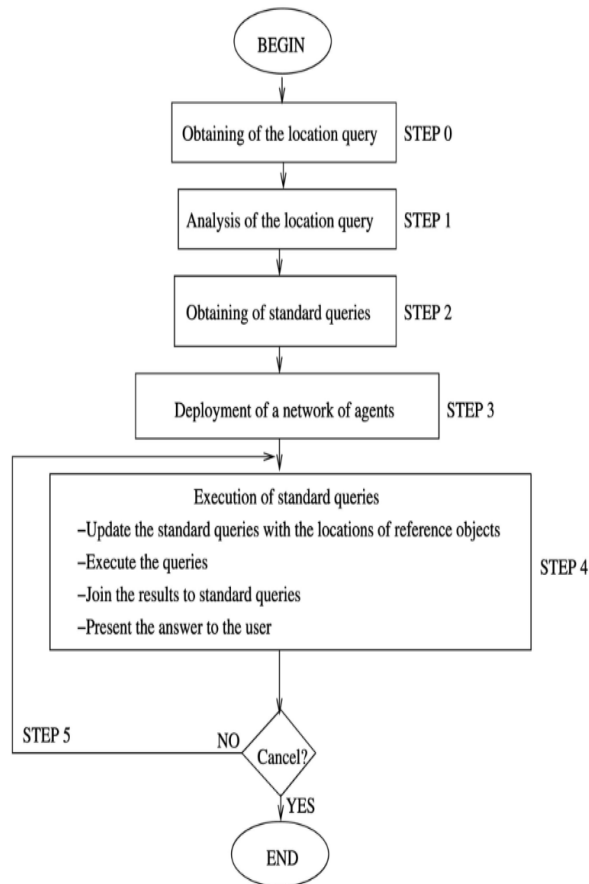 BEGIN
Obtaining of the location query
STEP 0
Analysis of the location query
STEP 1
Obtaining of standard queries
STEP 2
Deployment of a network of agents
STEP 3
Execution of standard queries
–Update the standard queries with the locations of reference objects
–Execute the queries
–Join the results to standard queries
–Present the answer to the user
STEP 4
STEP 5
NO
Cancel?
YES
END